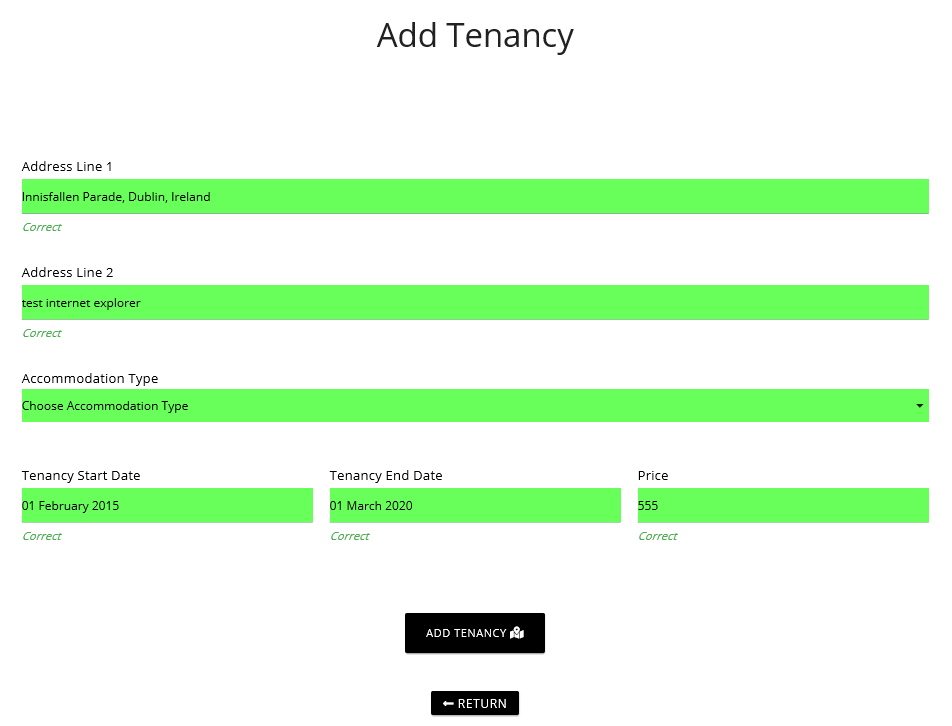 Add Tenancy
Address Line 1
Innisfallen Parade, Dublin, Ireland
Correct
Address Line 2
test internet explorer
Correct
Accommodation Type
Choose Accommodation Type
Tenancy Start Date Tenancy End Date Price
01 February 2015 01 March 2020 555
Correct Correct Correct
ADD TENANCY
RETURN